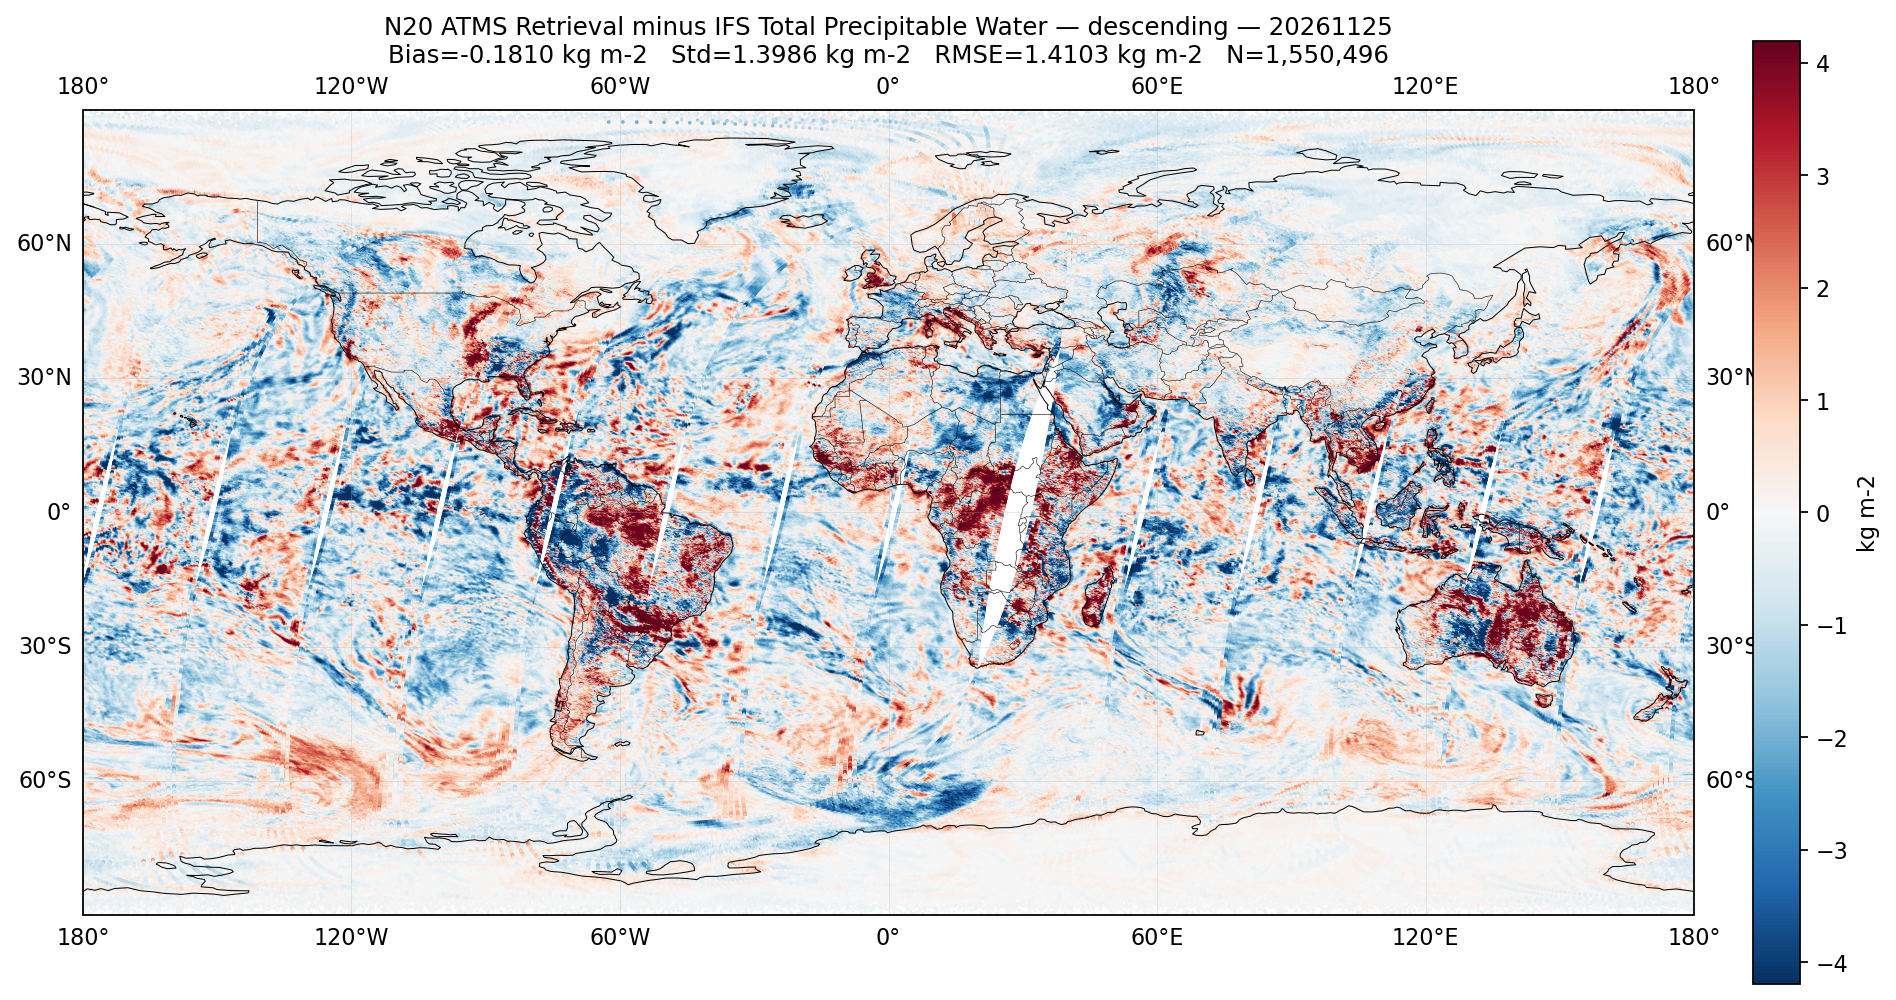 N20 ATMS Retrieval minus IFS Total Precipitable Water — descending — 20261125
Bias=-0.1810 kg m-2   Std=1.3986 kg m-2   RMSE=1.4103 kg m-2   N=1,550,496
180° 120°W 60°W 0° 60°E 120°E 180°
60°N 60°N
30°N 30°N
0° 0°
30°S 30°S
60°S 60°S
180° 120°W 60°W 0° 60°E 120°E 180°
4
3
2
1
0
−1
−2
−3
−4
kg m-2